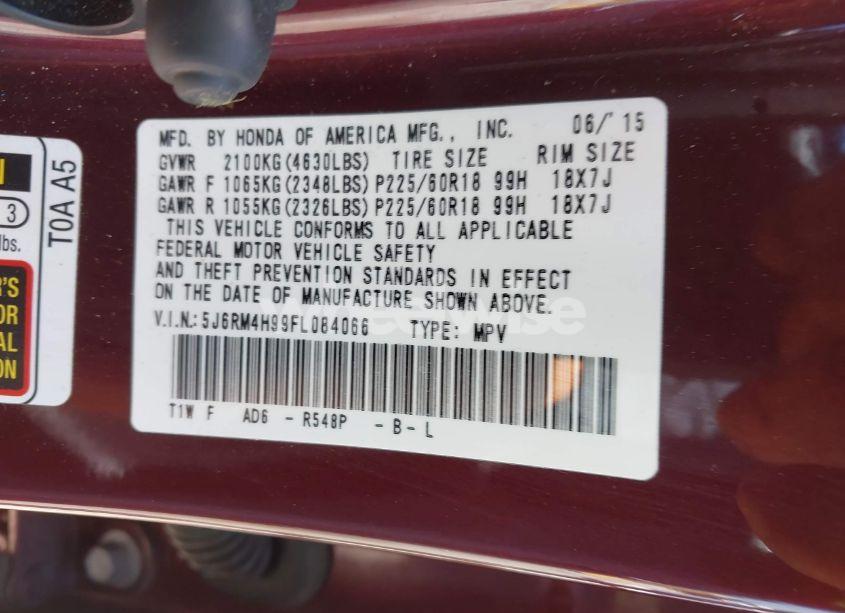 MFD. BY HONDA OF AMERICA MFG., INC. 06/'15
GVWR 2100KG(4630LBS) TIRE SIZE RIM SIZE
GAWR F 1065KG(2348LBS)P225/60R18 99H 18X7J
GAWR R 1055KG(2326LBS)P225/60R18 99H 18X7J
THIS VEHICLE CONFORMS TO ALL APPLICABLE
FEDERAL MOTOR VEHICLE SAFETY
AND THEFT PREVENTION STANDARDS IN EFFECT
ON THE DATE OF MANUFACTURE SHOWN ABOVE.
V.I.N.:5J6RM4H99FL084066 TYPE: MPV
T1W F AD6 - R548P - B - L
T0A A5
3
lbs.